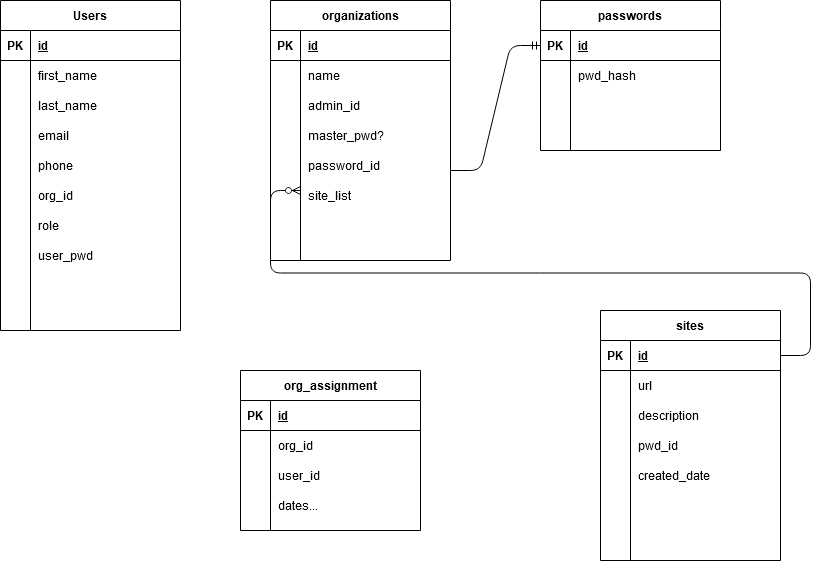 Users
PK id
first_name
last_name
email
phone
org_id
role
user_pwd
organizations
PK id
name
admin_id
master_pwd?
password_id
site_list
passwords
PK id
pwd_hash
org_assignment
PK id
org_id
user_id
dates...
sites
PK id
url
description
pwd_id
created_date